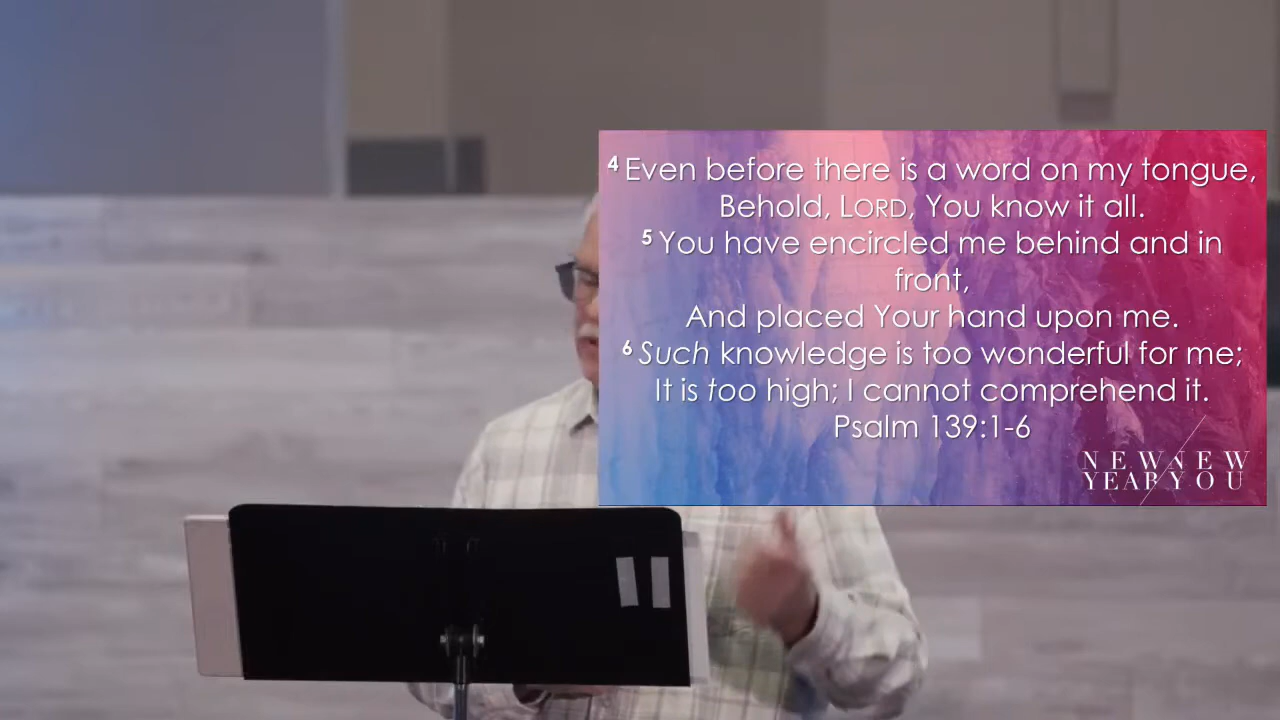 4 Even before there is a word on my tongue,
Behold, LORD, You know it all.
5 You have encircled me behind and in
front,
And placed Your hand upon me.
6 Such knowledge is too wonderful for me;
It is too high; I cannot comprehend it.
Psalm 139:1-6
NEW NEW
YEAR YOU